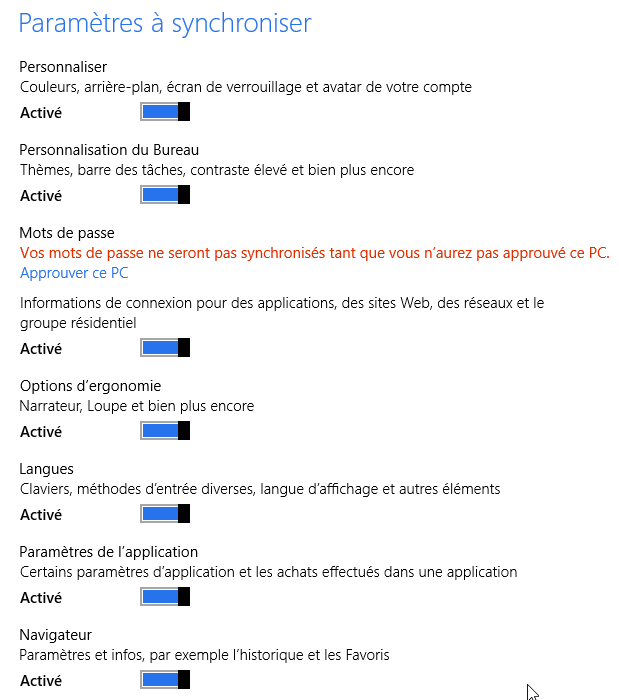 Paramètres à synchroniser
Personnaliser
Couleurs, arrière-plan, écran de verrouillage et avatar de votre compte
Activé
Personnalisation du Bureau
Thèmes, barre des tâches, contraste élevé et bien plus encore
Activé
Mots de passe
Vos mots de passe ne seront pas synchronisés tant que vous n’aurez pas approuvé ce PC.
Approuver ce PC
Informations de connexion pour des applications, des sites Web, des réseaux et le
groupe résidentiel
Activé
Options d’ergonomie
Narrateur, Loupe et bien plus encore
Activé
Langues
Claviers, méthodes d’entrée diverses, langue d’affichage et autres éléments
Activé
Paramètres de l’application
Certains paramètres d’application et les achats effectués dans une application
Activé
Navigateur
Paramètres et infos, par exemple l’historique et les Favoris
Activé